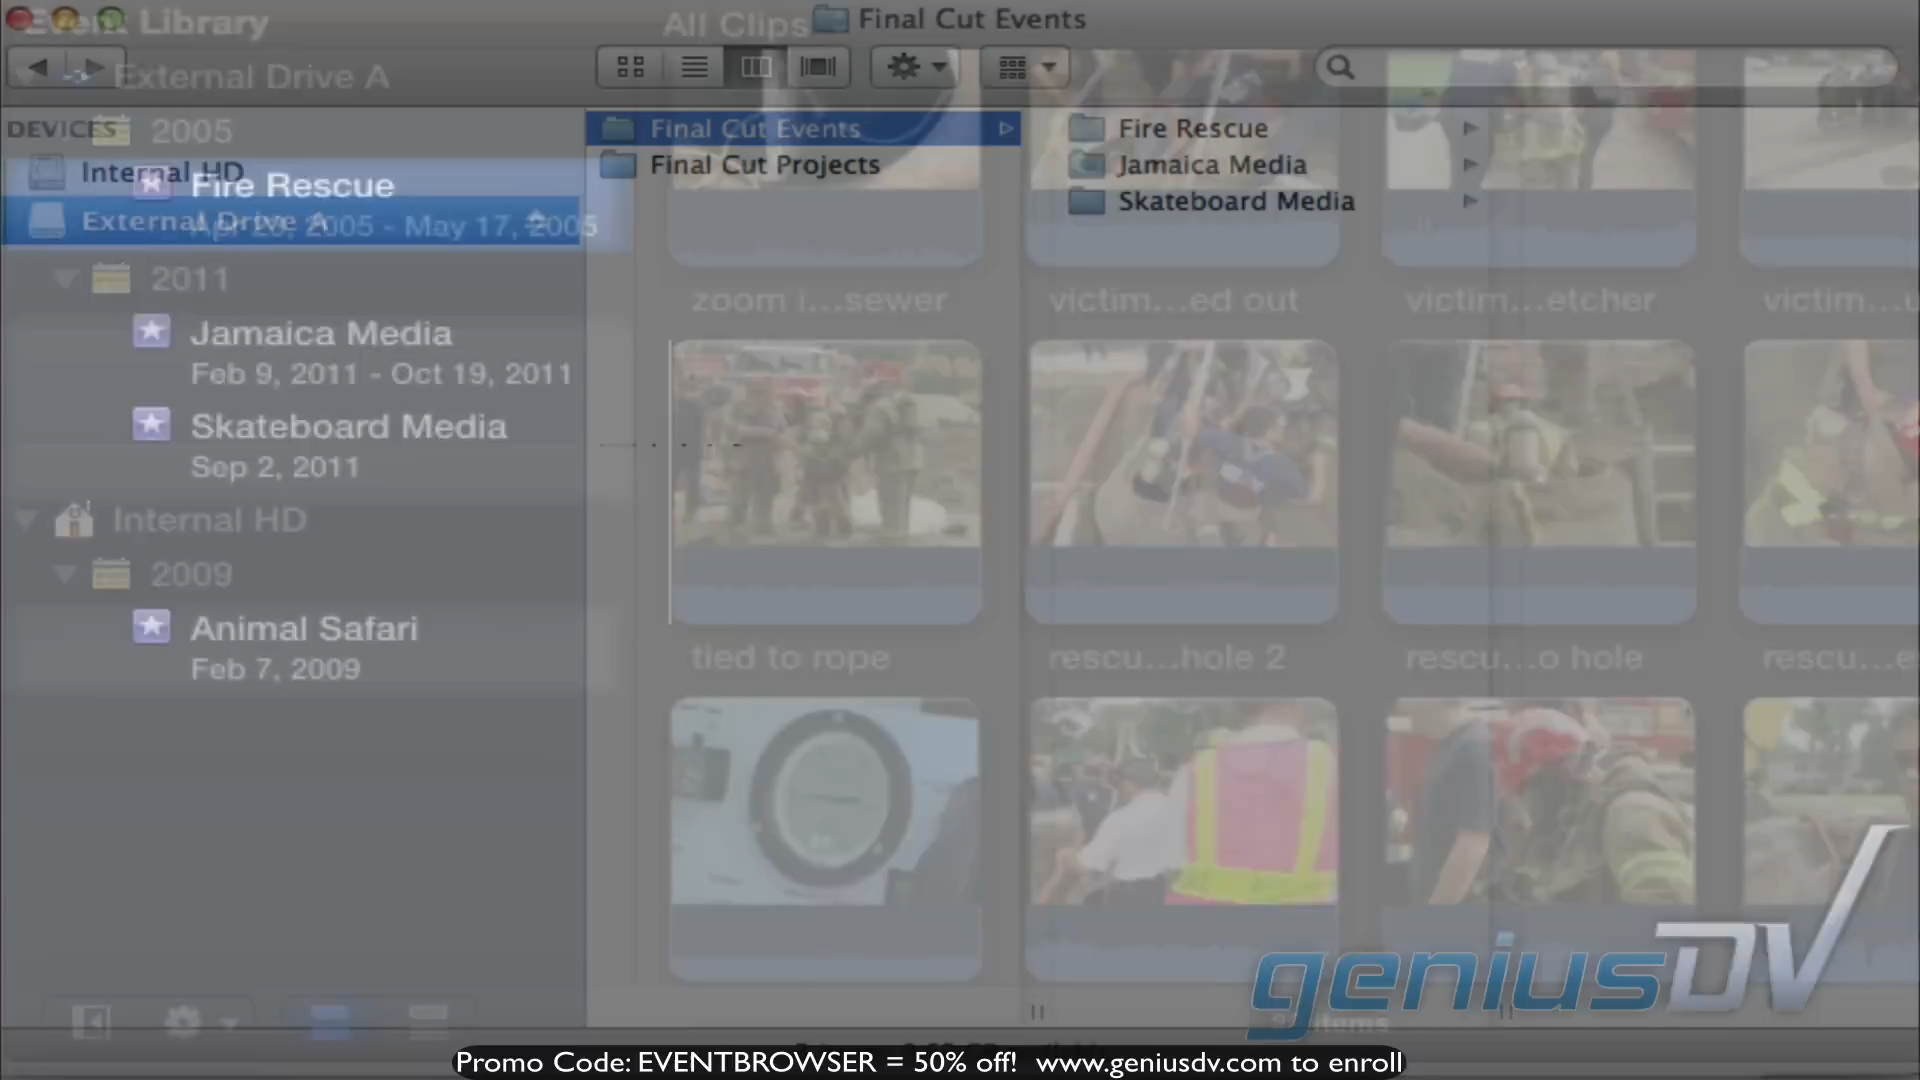 Event Library
All Clips
Final Cut Events
External Drive A
DEVICES
2005
Final Cut Events
Fire Rescue
Internal HD
Final Cut Projects
Jamaica Media
Fire Rescue
Skateboard Media
External Drive A
Apr 26, 2005 - May 17, 2005
2011
zoom i...sewer
victim...ed out
victim...etcher
victim...
Jamaica Media
Feb 9, 2011 - Oct 19, 2011
Skateboard Media
Sep 2, 2011
Internal HD
2009
Animal Safari
Feb 7, 2009
tied to rope
rescu...hole 2
rescu...o hole
rescu...
geniusDV
items
Promo Code: EVENTBROWSER = 50% off! www.geniusdv.com to enroll